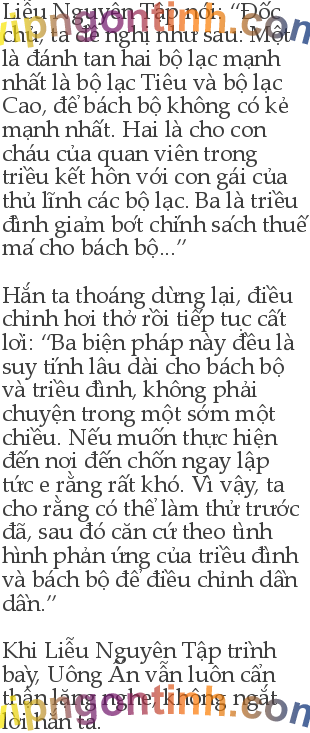 Liễu Nguyên Tập nói: “Đốc
chủ, ta đề nghị như sau: Một
là đánh tan hai bộ lạc mạnh
nhất là bộ lạc Tiêu và bộ lạc
Cao, để bách bộ không có kẻ
mạnh nhất. Hai là cho con
cháu của quan viên trong
triều kết hôn với con gái của
thủ lĩnh các bộ lạc. Ba là triều
đình giảm bớt chính sách thuế
má cho bách bộ...”
Hắn ta thoáng dừng lại, điều
chỉnh hơi thở rồi tiếp tục cất
lời: “Ba biện pháp này đều là
suy tính lâu dài cho bách bộ
và triều đình, không phải
chuyện trong một sớm một
chiều. Nếu muốn thực hiện
đến nơi đến chốn ngay lập
tức e rằng rất khó. Vì vậy, ta
cho rằng có thể làm thử trước
đã, sau đó căn cứ theo tình
hình phản ứng của triều đình
và bách bộ để điều chỉnh dần
dần.”
Khi Liễu Nguyên Tập trình
bày, Uông Ấn vẫn luôn cẩn
thận lắng nghe, không ngắt
lời hắn ta.